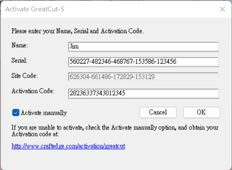 Activate GreatCut-S
Please enter your Name, Serial and Activation Code.
Name: Jim
Serial: 560227-482346-468767-153586-123456
Site Code: 626304-661486-172829-153129
Activation Code: 28236337343012345
Activate manually Cancel OK
If you are unable to activate, check the Activate manually option, and obtain your
Activation code at:
http://www.craftedge.com/activation/greatcut